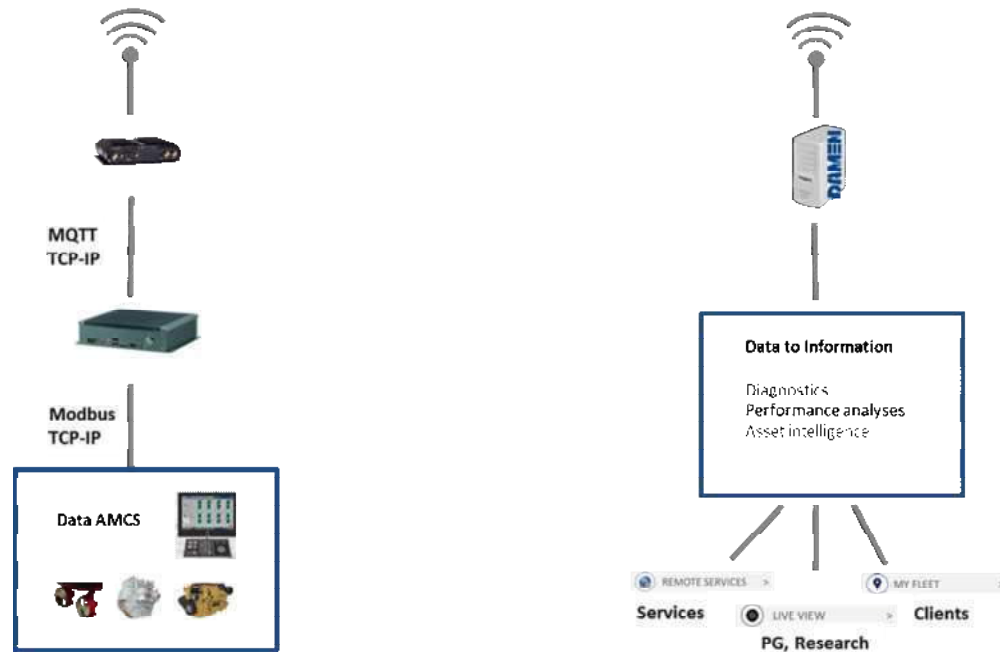 MQTT
TCP-IP
Modbus
TCP-IP
Data AMCS
DAMEN
Data to Information
Diagnostics
Performance analyses
Asset intelligence
REMOTE SERVICES >
MY FLEET
Services
LIVE VIEW >
Clients
PG, Research